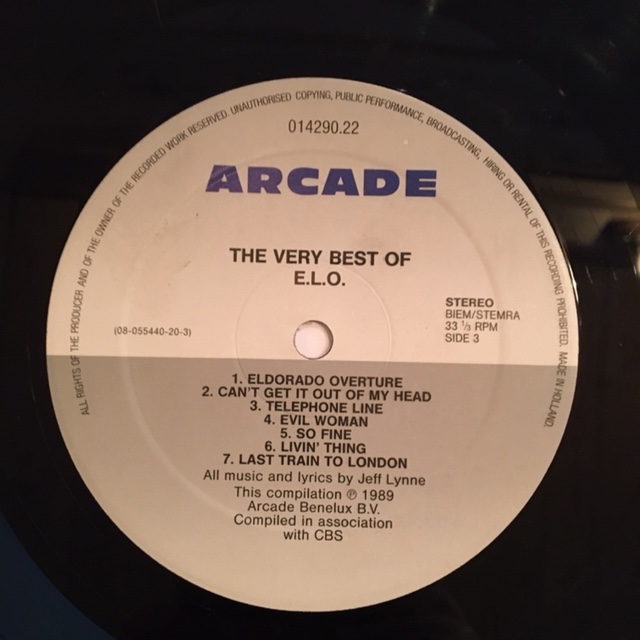 ALL RIGHTS OF THE PRODUCER AND OF THE OWNER OF THE RECORDED WORK RESERVED UNAUTHORISED COPYING, PUBLIC PERFORMANCE, BROADCASTING, HIRING OR RENTAL OF THIS RECORDING PROHIBITED. MADE IN HOLLAND.
014290.22
ARCADE
THE VERY BEST OF
E.L.O.
STEREO
BIEM/STEMRA
(08-055440-20-3)
33 ⅓ RPM
SIDE 3
1. ELDORADO OVERTURE
2. CAN'T GET IT OUT OF MY HEAD
3. TELEPHONE LINE
4. EVIL WOMAN
5. SO FINE
6. LIVIN' THING
7. LAST TRAIN TO LONDON
All music and lyrics by Jeff Lynne
This compilation ℗ 1989
Arcade Benelux B.V.
Compiled in association
with CBS